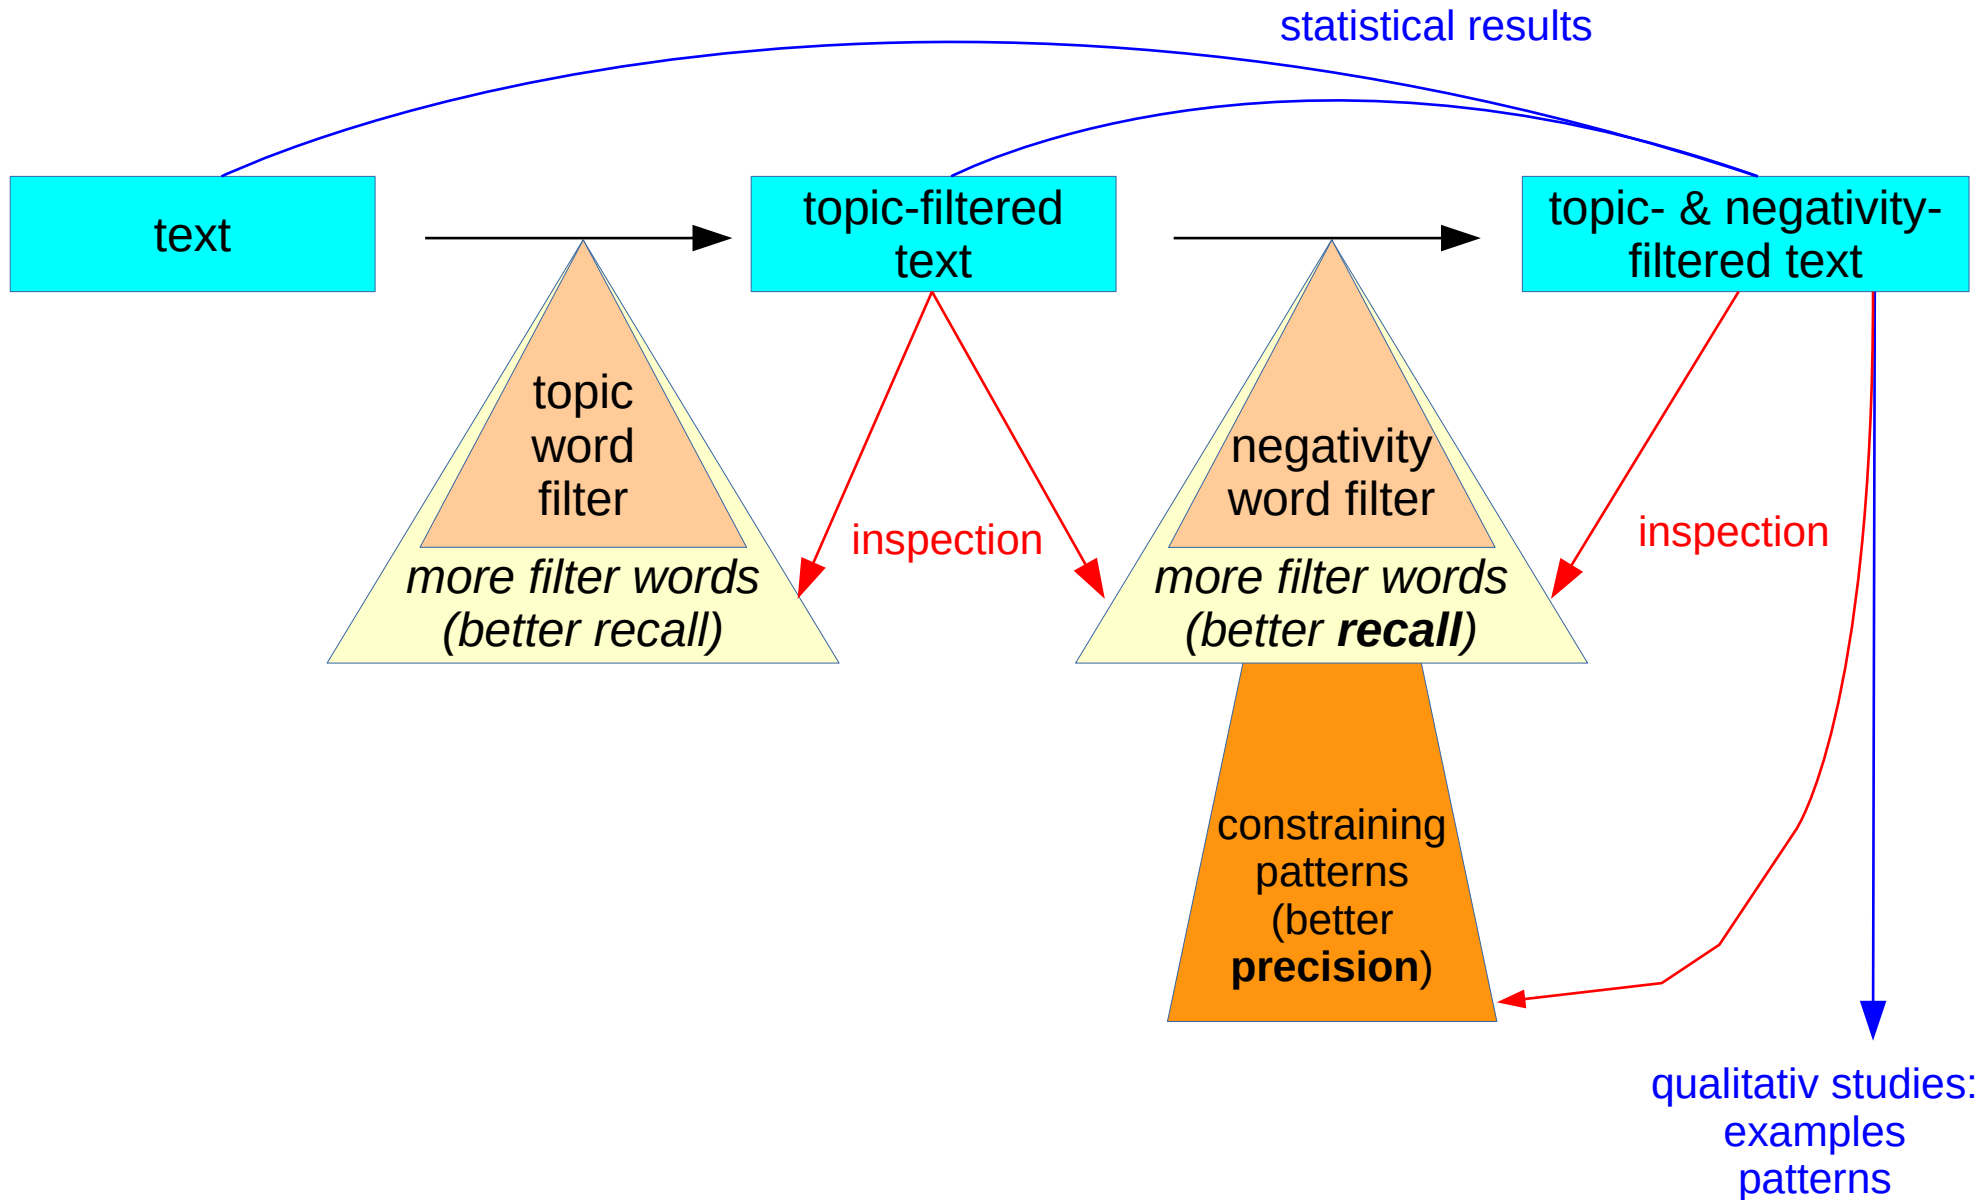 statistical results
text
topic-filtered
text
topic- & negativity-
filtered text
topic
word
filter
more filter words
(better recall)
inspection
negativity
word filter
more filter words
(better recall)
inspection
constraining
patterns
(better
precision)
qualitativ studies:
examples
patterns